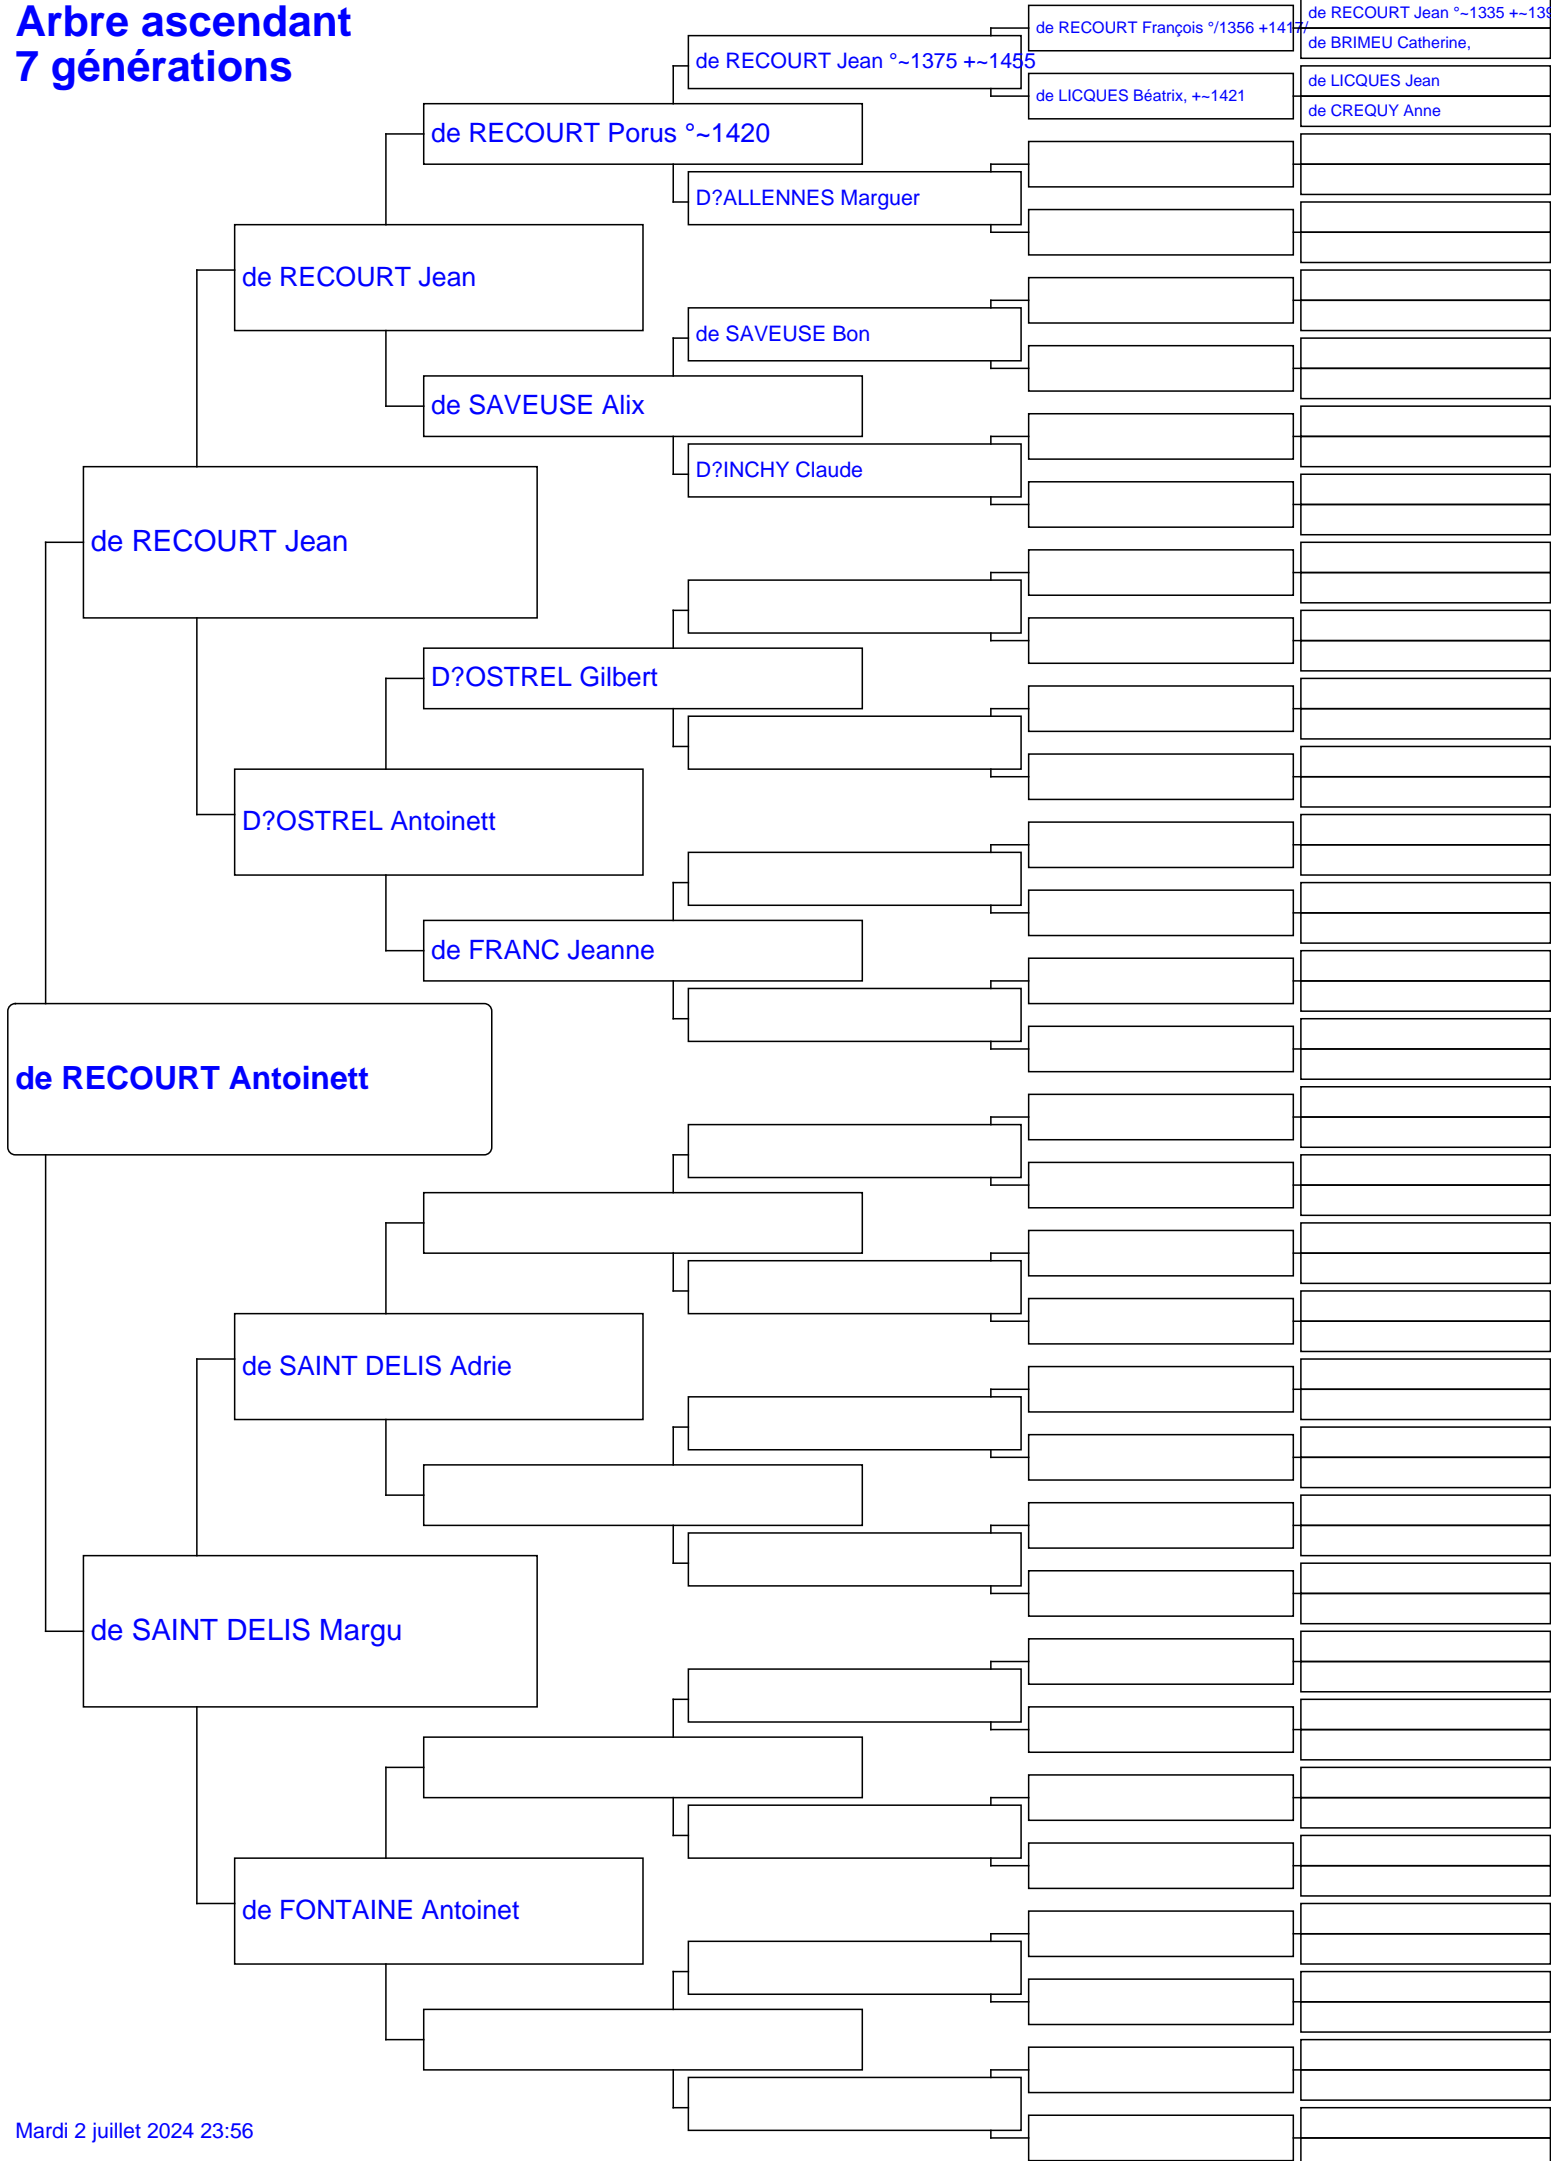 Arbre ascendant
7 générations
de RECOURT Jean °~1335 +~139
de RECOURT François °/1356 +1417/
de BRIMEU Catherine,
de RECOURT Jean °~1375 +~1455
de LICQUES Jean
de LICQUES Béatrix, +~1421
de CREQUY Anne
de RECOURT Porus °~1420
D?ALLENNES Marguer
de RECOURT Jean
de SAVEUSE Bon
de SAVEUSE Alix
D?INCHY Claude
de RECOURT Jean
D?OSTREL Gilbert
D?OSTREL Antoinett
de FRANC Jeanne
de RECOURT Antoinett
de SAINT DELIS Adrie
de SAINT DELIS Margu
de FONTAINE Antoinet
Mardi 2 juillet 2024 23:56